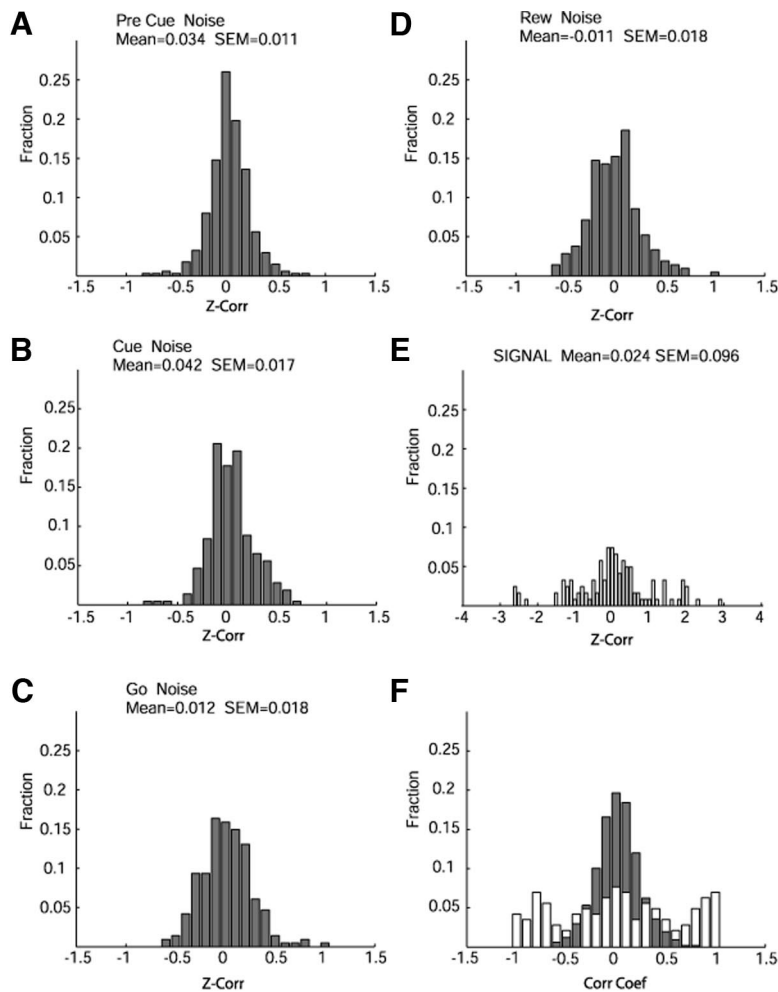 A
Pre Cue Noise
Mean=0.034 SEM=0.011
Fraction
0.25
0.2
0.15
0.1
0.05
-1.5 -1 -0.5 0 0.5 1 1.5
Z-Corr
D
Rew Noise
Mean=-0.011 SEM=0.018
Fraction
0.25
0.2
0.15
0.1
0.05
-1.5 -1 -0.5 0 0.5 1 1.5
Z-Corr
B
Cue Noise
Mean=0.042 SEM=0.017
Fraction
0.25
0.2
0.15
0.1
0.05
-1.5 -1 -0.5 0 0.5 1 1.5
Z-Corr
E
SIGNAL Mean=0.024 SEM=0.096
Fraction
0.25
0.2
0.15
0.1
0.05
-4 -3 -2 -1 0 1 2 3 4
Z-Corr
C
Go Noise
Mean=0.012 SEM=0.018
Fraction
0.25
0.2
0.15
0.1
0.05
-1.5 -1 -0.5 0 0.5 1 1.5
Z-Corr
F
Fraction
0.25
0.2
0.15
0.1
0.05
-1.5 -1 -0.5 0 0.5 1 1.5
Corr Coef